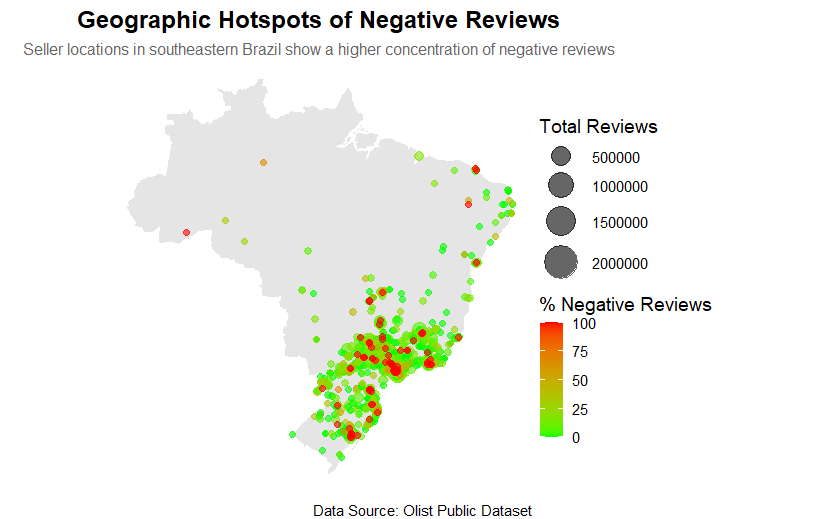 Geographic Hotspots of Negative Reviews
Seller locations in southeastern Brazil show a higher concentration of negative reviews
Total Reviews
500000
1000000
1500000
2000000
% Negative Reviews
100
75
50
25
0
Data Source: Olist Public Dataset